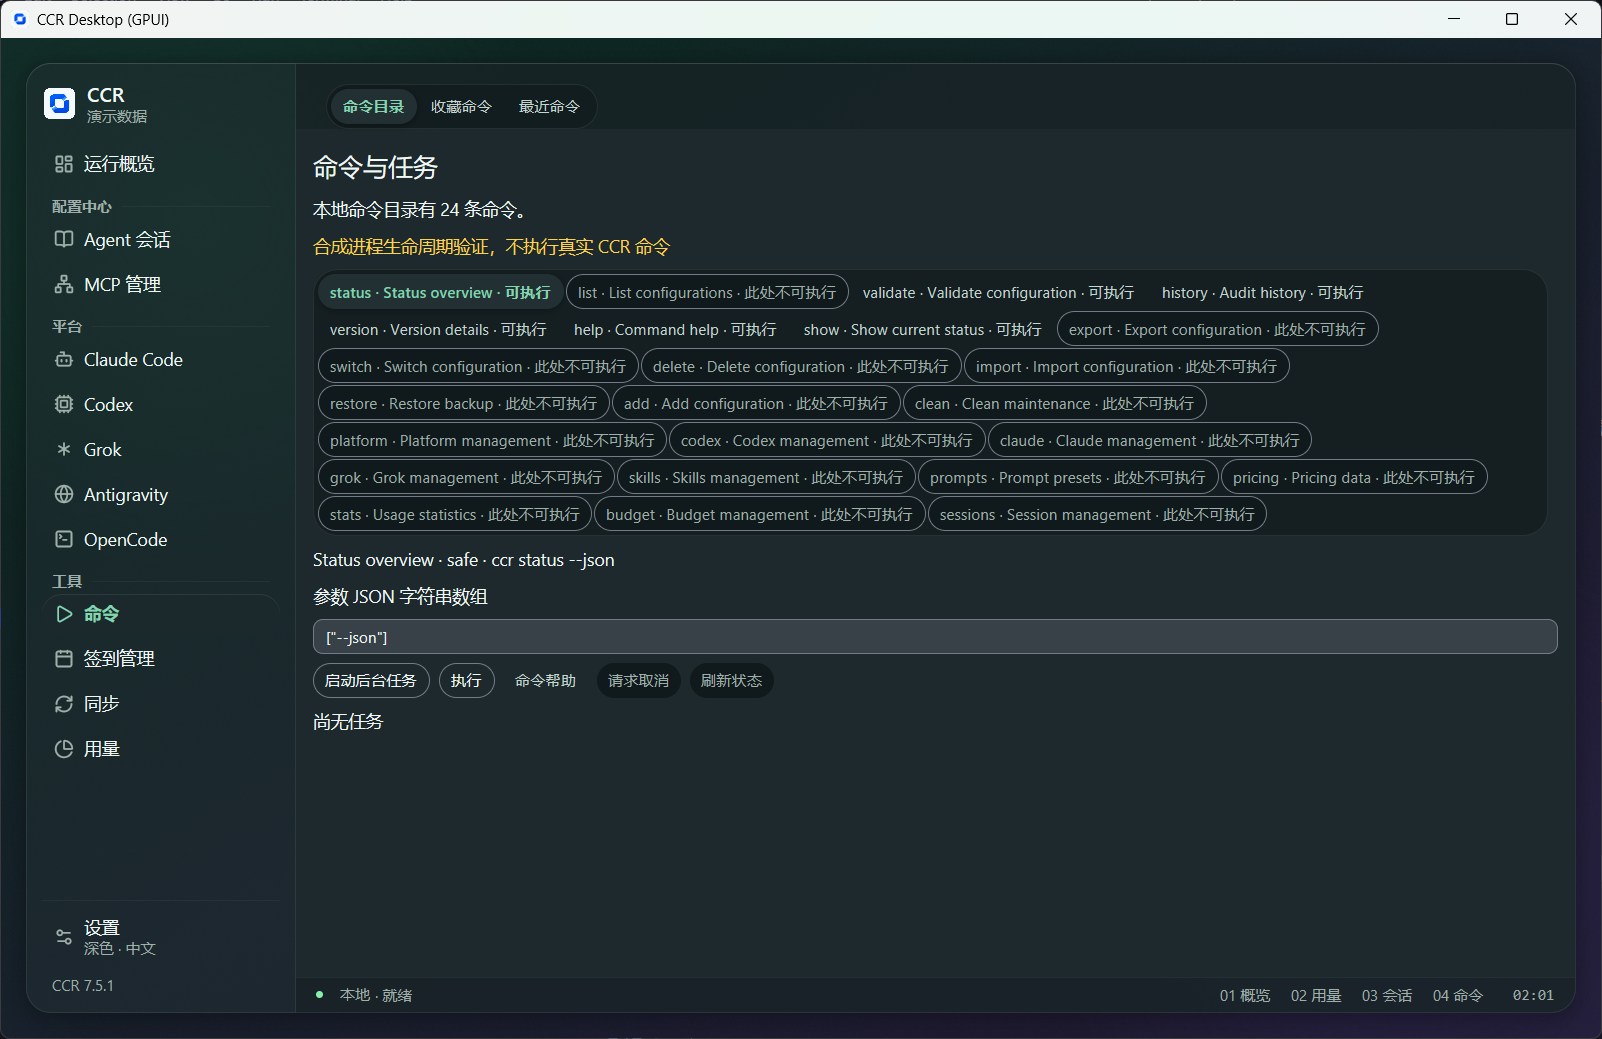 CCR Desktop (GPUI)
CCR
演示数据
运行概览
配置中心
Agent 会话
MCP 管理
平台
Claude Code
Codex
Grok
Antigravity
OpenCode
工具
命令
签到管理
同步
用量
设置
深色 · 中文
CCR 7.5.1
命令目录 收藏命令 最近命令
命令与任务
本地命令目录有 24 条命令。
合成进程生命周期验证，不执行真实 CCR 命令
status · Status overview · 可执行 list · List configurations · 此处不可执行 validate · Validate configuration · 可执行 history · Audit history · 可执行
version · Version details · 可执行 help · Command help · 可执行 show · Show current status · 可执行 export · Export configuration · 此处不可执行
switch · Switch configuration · 此处不可执行 delete · Delete configuration · 此处不可执行 import · Import configuration · 此处不可执行
restore · Restore backup · 此处不可执行 add · Add configuration · 此处不可执行 clean · Clean maintenance · 此处不可执行
platform · Platform management · 此处不可执行 codex · Codex management · 此处不可执行 claude · Claude management · 此处不可执行
grok · Grok management · 此处不可执行 skills · Skills management · 此处不可执行 prompts · Prompt presets · 此处不可执行 pricing · Pricing data · 此处不可执行
stats · Usage statistics · 此处不可执行 budget · Budget management · 此处不可执行 sessions · Session management · 此处不可执行
Status overview · safe · ccr status --json
参数 JSON 字符串数组
["--json"]
启动后台任务 执行 命令帮助 请求取消 刷新状态
尚无任务
本地 · 就绪 01 概览 02 用量 03 会话 04 命令 02:01